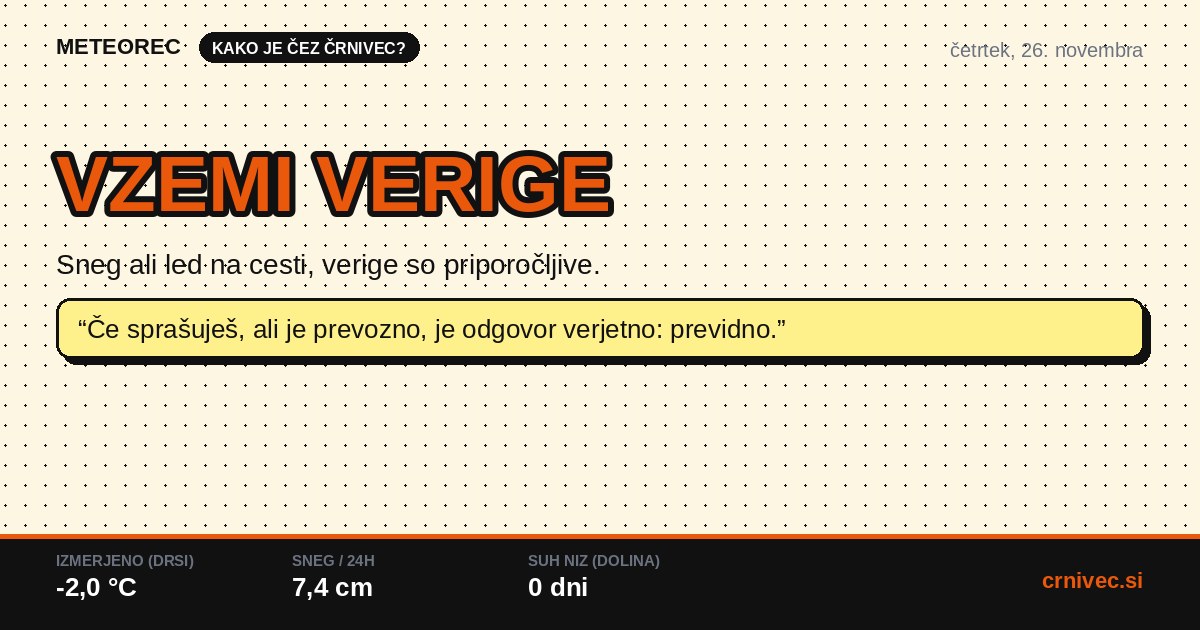 METEOREC
KAKO JE ČEZ ČRNIVEC?
četrtek, 26. novembra
VZEMI VERIGE
Sneg ali led na cesti, verige so priporočljive.
“Če sprašuješ, ali je prevozno, je odgovor verjetno: previdno.”
IZMERJENO (DRSI)
-2,0 °C
SNEG / 24H
7,4 cm
SUH NIZ (DOLINA)
0 dni
crnivec.si